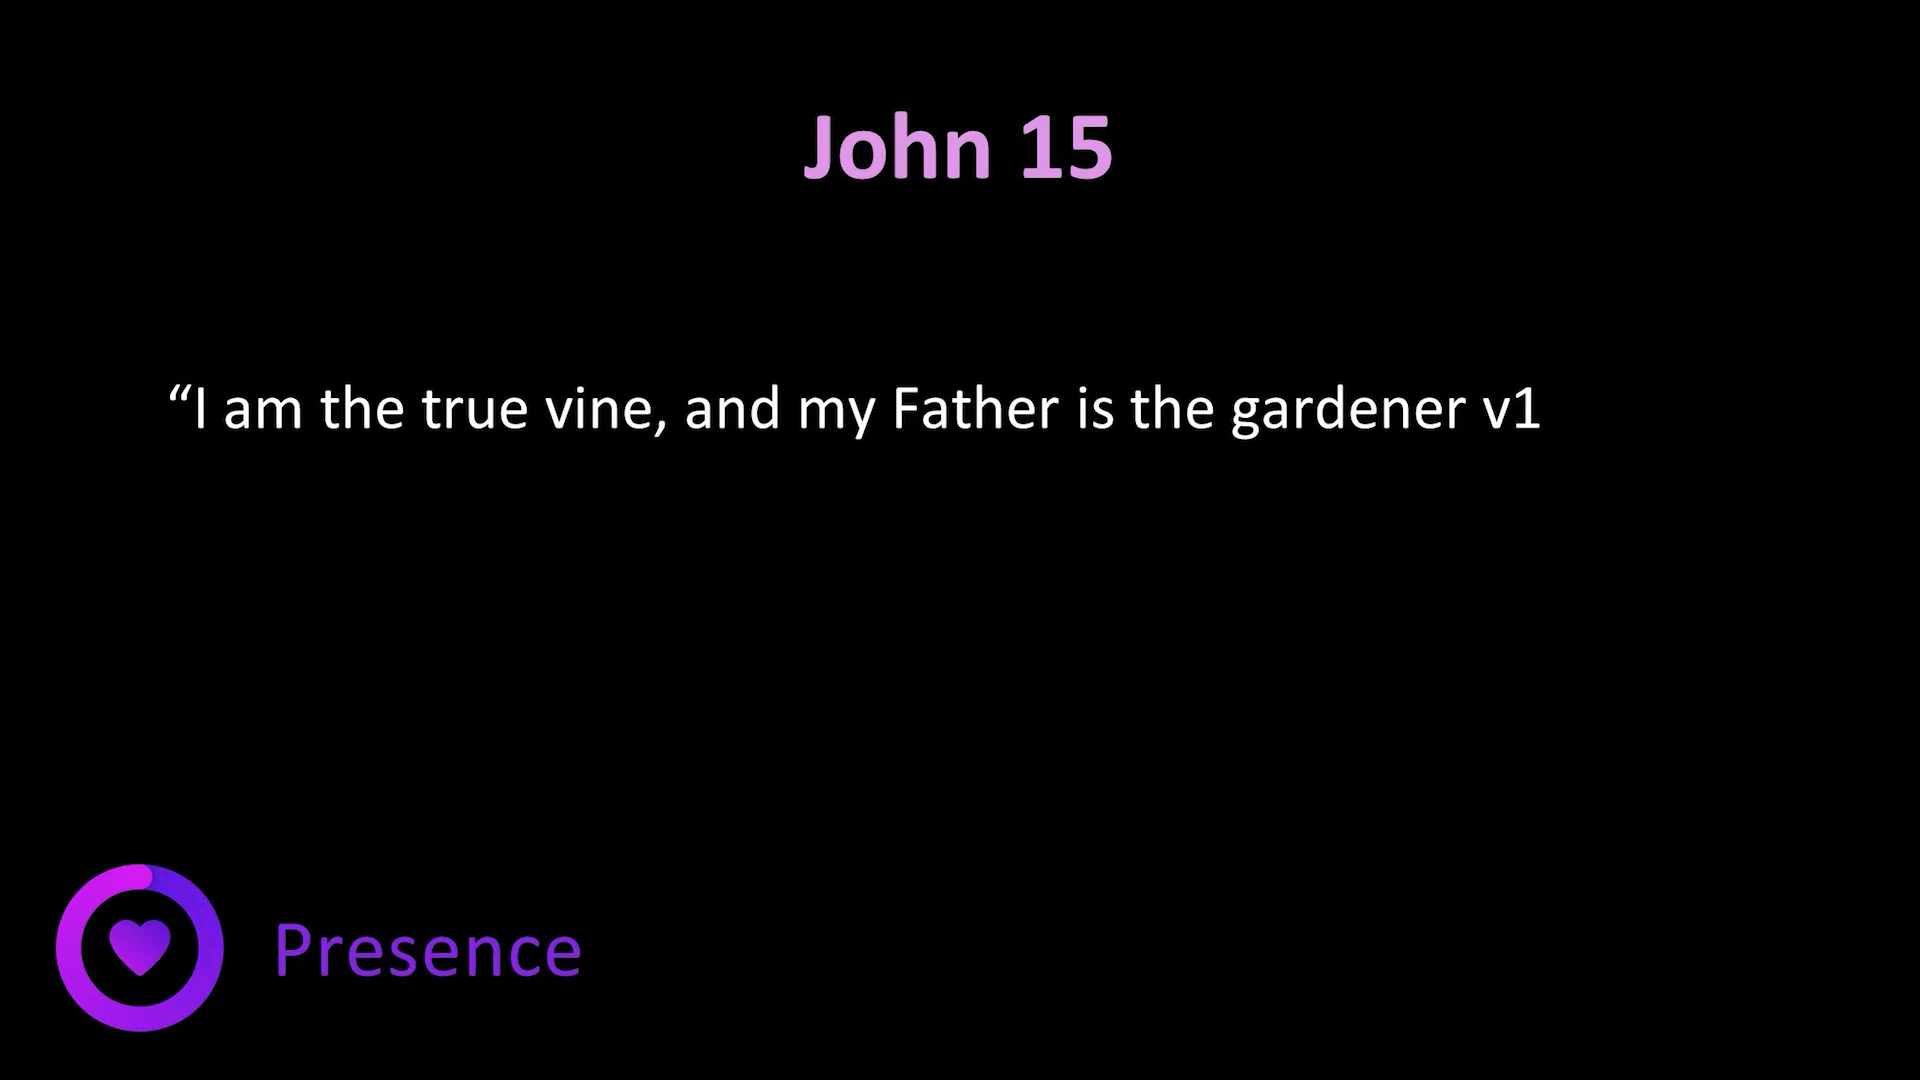 John 15
“I am the true vine, and my Father is the gardener v1
Presence